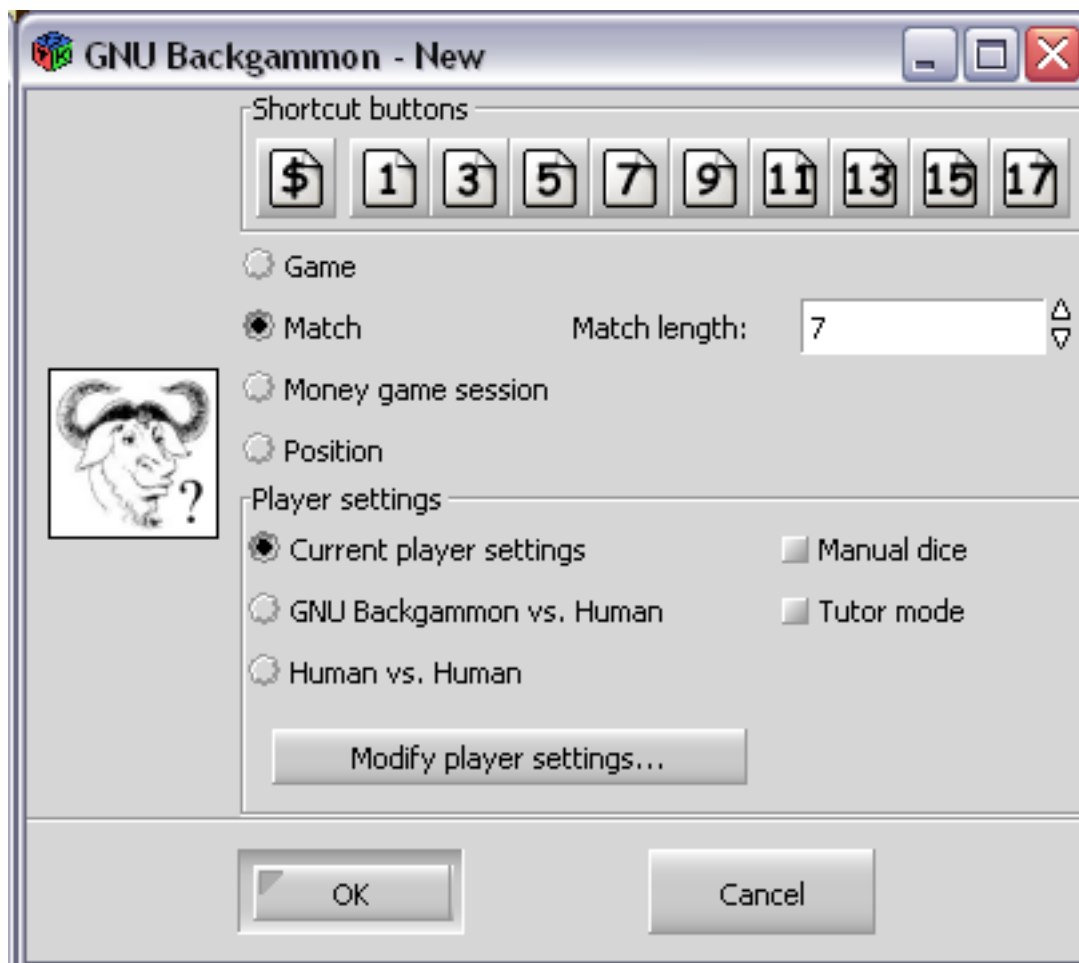 GNU Backgammon - New
Shortcut buttons
$ 1 3 5 7 9 11 13 15 17
Game
Match Match length: 7
Money game session
Position
?
Player settings
Current player settings Manual dice
GNU Backgammon vs. Human Tutor mode
Human vs. Human
Modify player settings...
OK Cancel